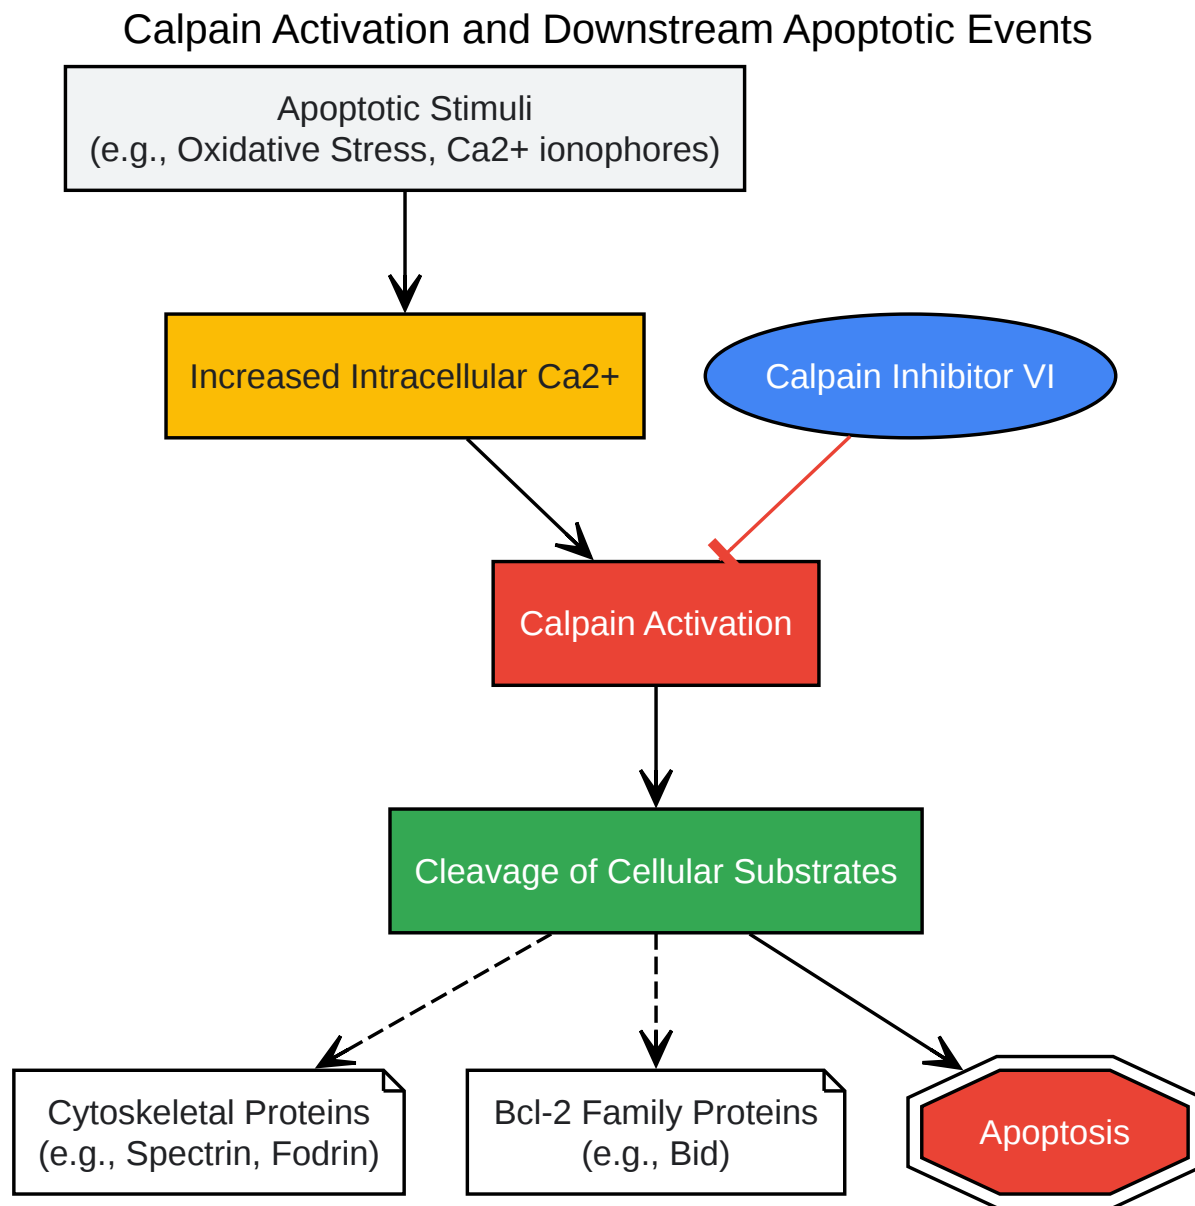 Calpain Activation and Downstream Apoptotic Events
Apoptotic Stimuli
(e.g., Oxidative Stress, Ca2+ ionophores)
Increased Intracellular Ca2+
Calpain Inhibitor VI
Calpain Activation
Cleavage of Cellular Substrates
Cytoskeletal Proteins
(e.g., Spectrin, Fodrin)
Bcl-2 Family Proteins
(e.g., Bid)
Apoptosis